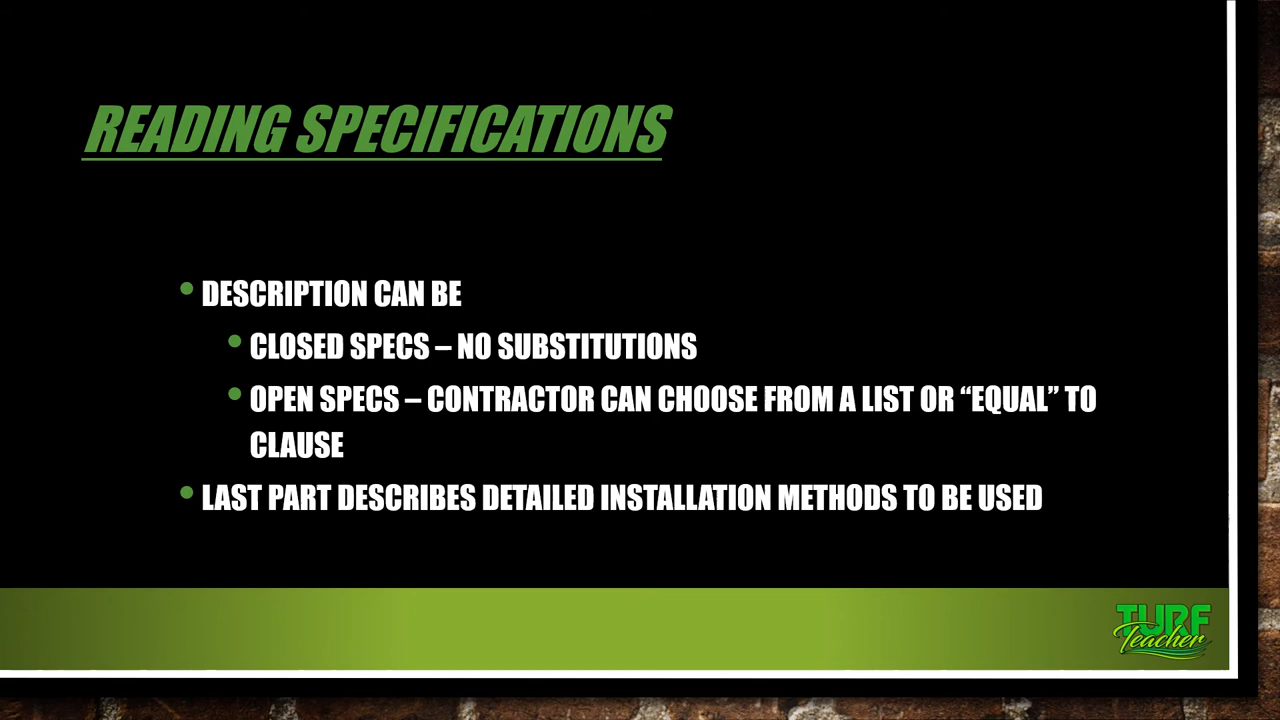 READING SPECIFICATIONS
• DESCRIPTION CAN BE
• CLOSED SPECS – NO SUBSTITUTIONS
• OPEN SPECS – CONTRACTOR CAN CHOOSE FROM A LIST OR “EQUAL” TO
CLAUSE
• LAST PART DESCRIBES DETAILED INSTALLATION METHODS TO BE USED
TURF
Teacher